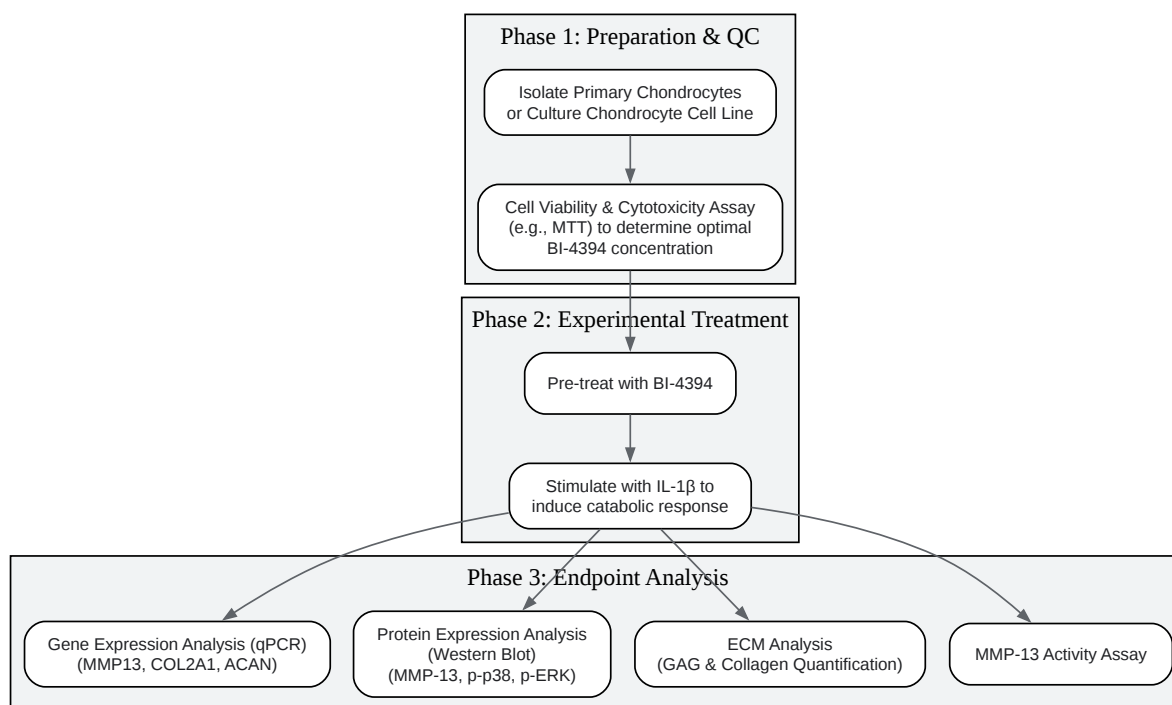 Phase 1: Preparation & QC
Isolate Primary Chondrocytes
or Culture Chondrocyte Cell Line
Cell Viability & Cytotoxicity Assay
(e.g., MTT) to determine optimal
BI-4394 concentration
Phase 2: Experimental Treatment
Pre-treat with BI-4394
Stimulate with IL-1β to
induce catabolic response
Phase 3: Endpoint Analysis
Gene Expression Analysis (qPCR)
(MMP13, COL2A1, ACAN)
Protein Expression Analysis
(Western Blot)
(MMP-13, p-p38, p-ERK)
ECM Analysis
(GAG & Collagen Quantification)
MMP-13 Activity Assay